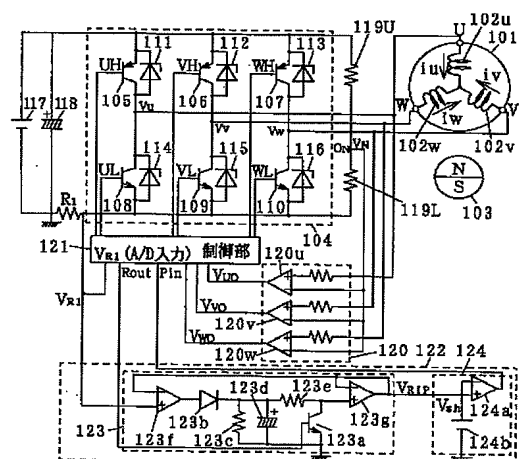 111 112 113 119U U 102u 101
117 118 UH VH WH iu iv
105 106 107 W V
Vu Vv Vw VN iw
ON 102w 102v
114 115 116
UL VL WL N S
R1 108 109 110 119L 103
104
121 VR1 (A/D入力) 制御部 120u
Rout Pin VUD
VR1 VVD 120v
VWD 120w 120 122 124
123 123d 123e VRIP 124a
123b 123c 123g Vsh
123f 123a 124b